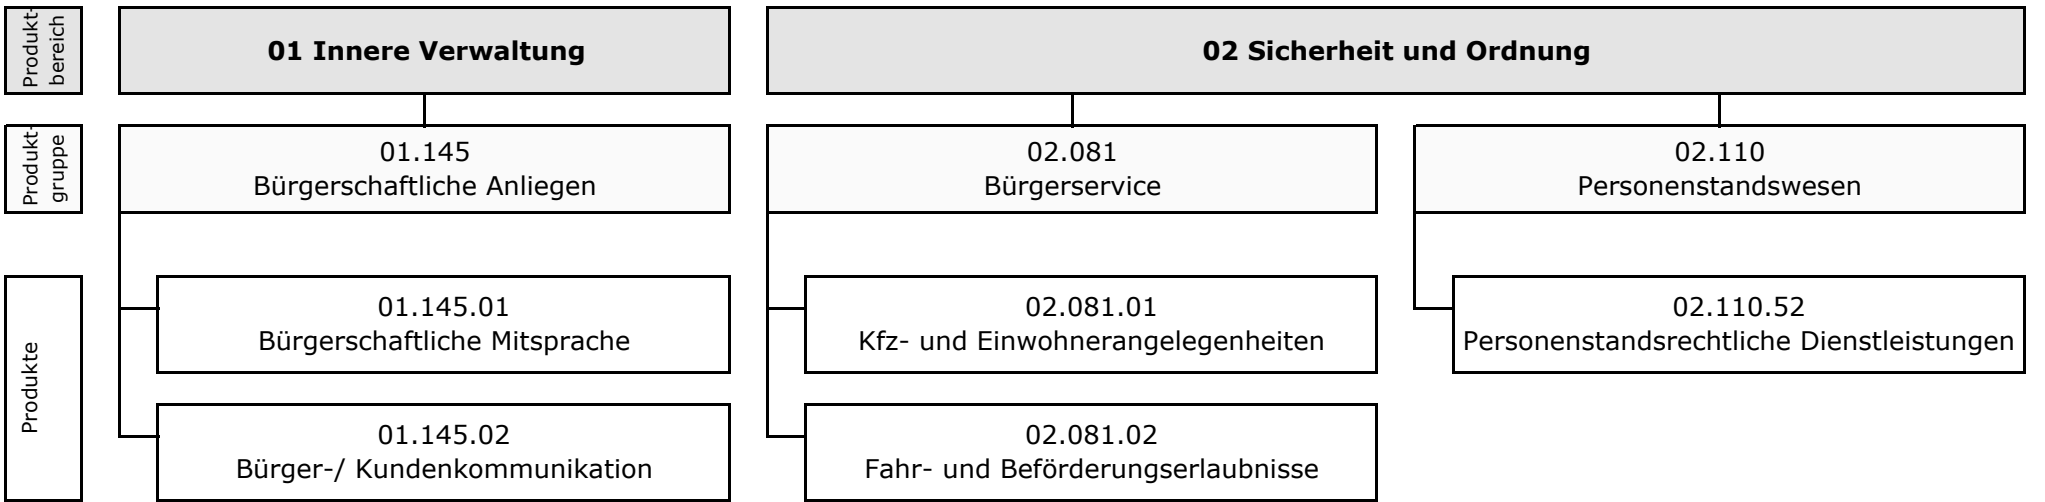 Produkt-
bereich
01 Innere Verwaltung
02 Sicherheit und Ordnung
Produkt-
gruppe
01.145
Bürgerschaftliche Anliegen
02.081
Bürgerservice
02.110
Personenstandswesen
Produkte
01.145.01
Bürgerschaftliche Mitsprache
02.081.01
Kfz- und Einwohnerangelegenheiten
02.110.52
Personenstandsrechtliche Dienstleistungen
01.145.02
Bürger-/ Kundenkommunikation
02.081.02
Fahr- und Beförderungserlaubnisse